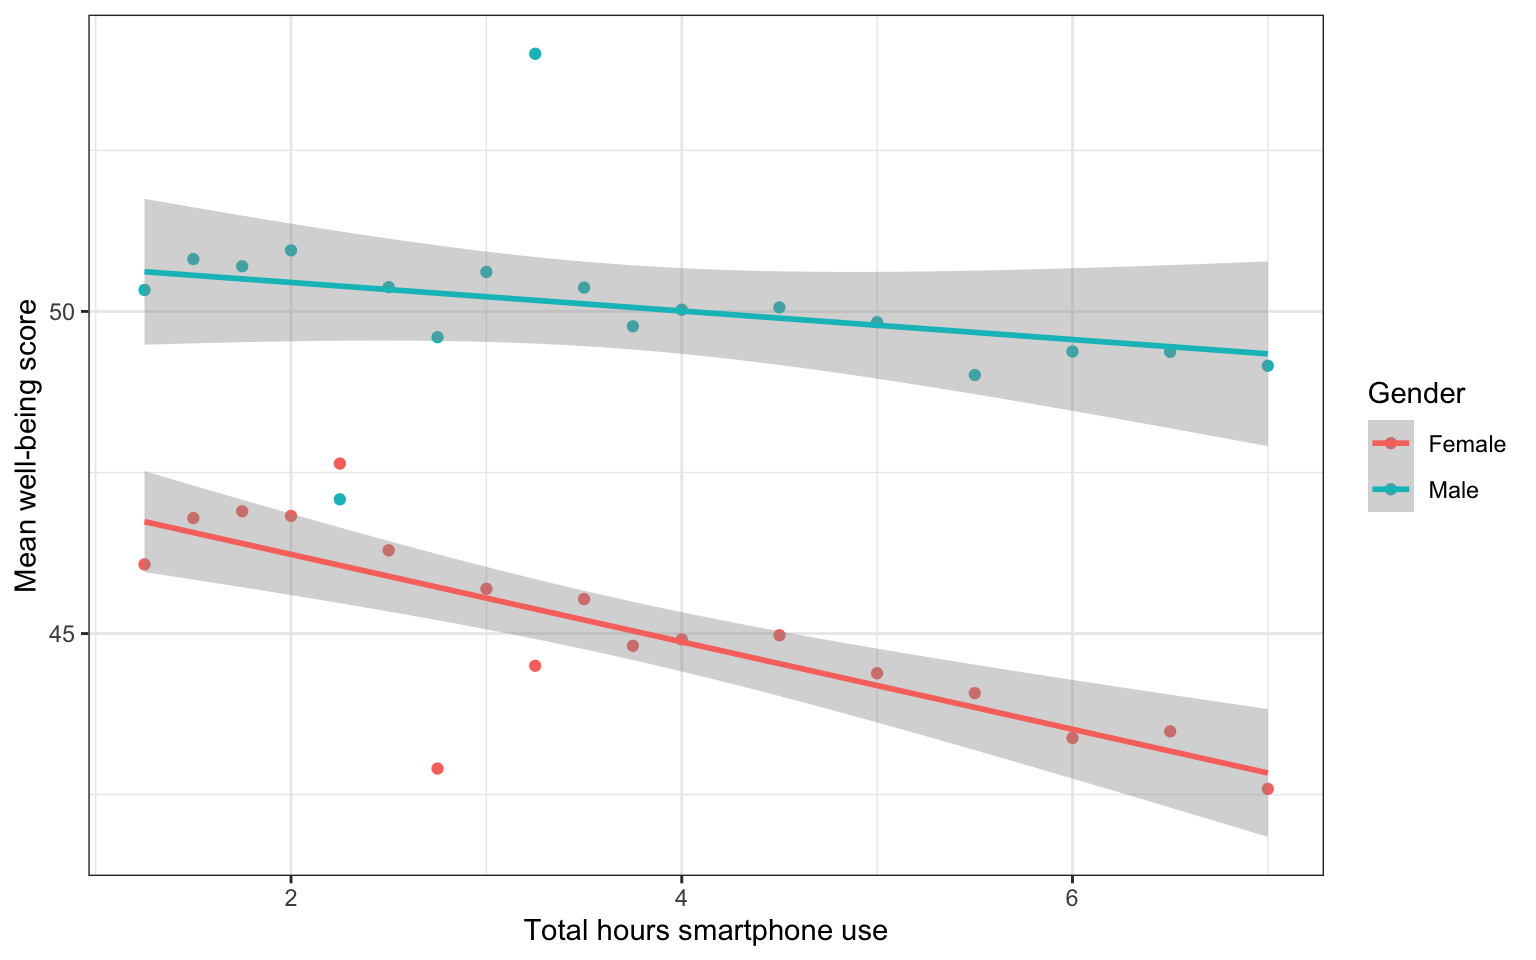 Mean well-being score
50
45
2 4 6
Total hours smartphone use
Gender
Female
Male